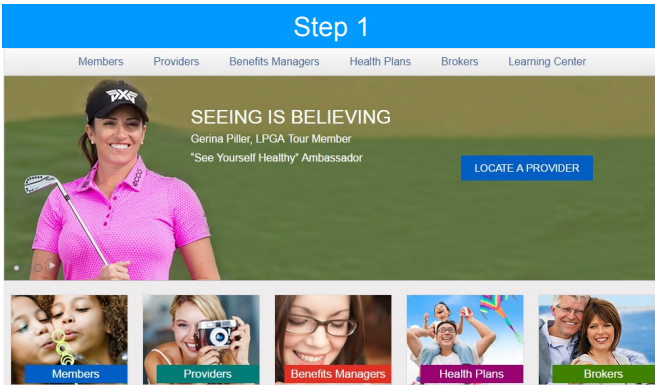 Step 1
Members Providers Benefits Managers Health Plans Brokers Learning Center
PXG
SEEING IS BELIEVING
Gerina Piller, LPGA Tour Member
"See Yourself Healthy" Ambassador
LOCATE A PROVIDER
ecco
Members Providers Benefits Managers Health Plans Brokers